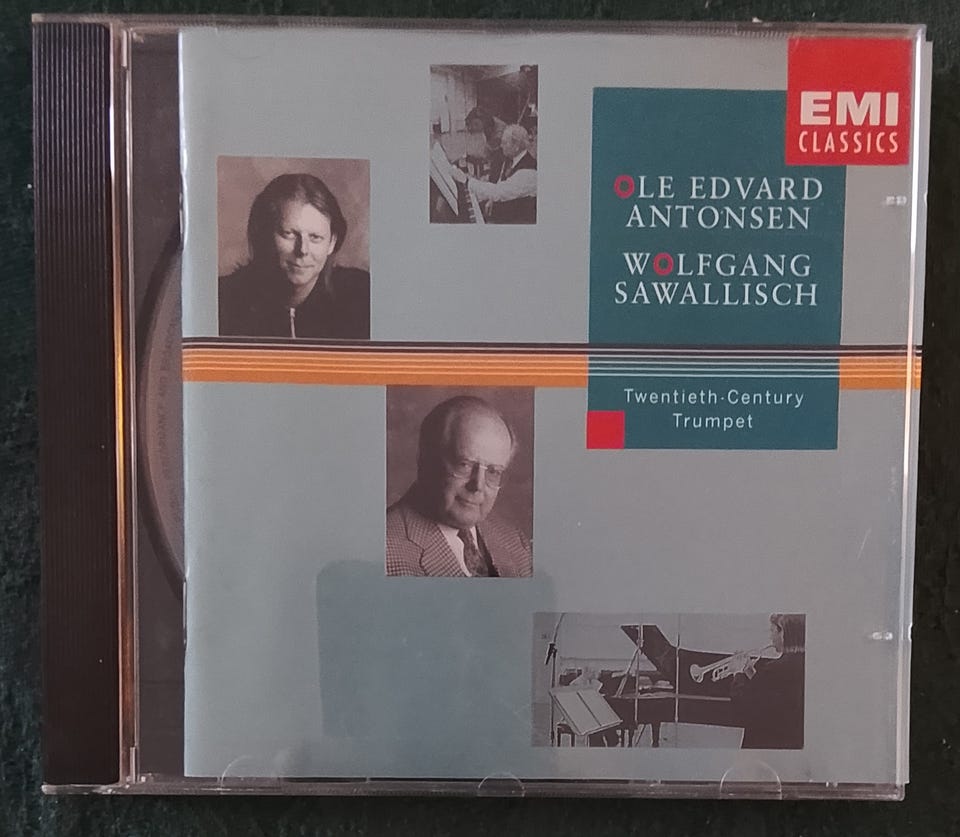 EMI
CLASSICS
OLE EDVARD
ANTONSEN
WOLFGANG
SAWALLISCH
Twentieth-Century
Trumpet